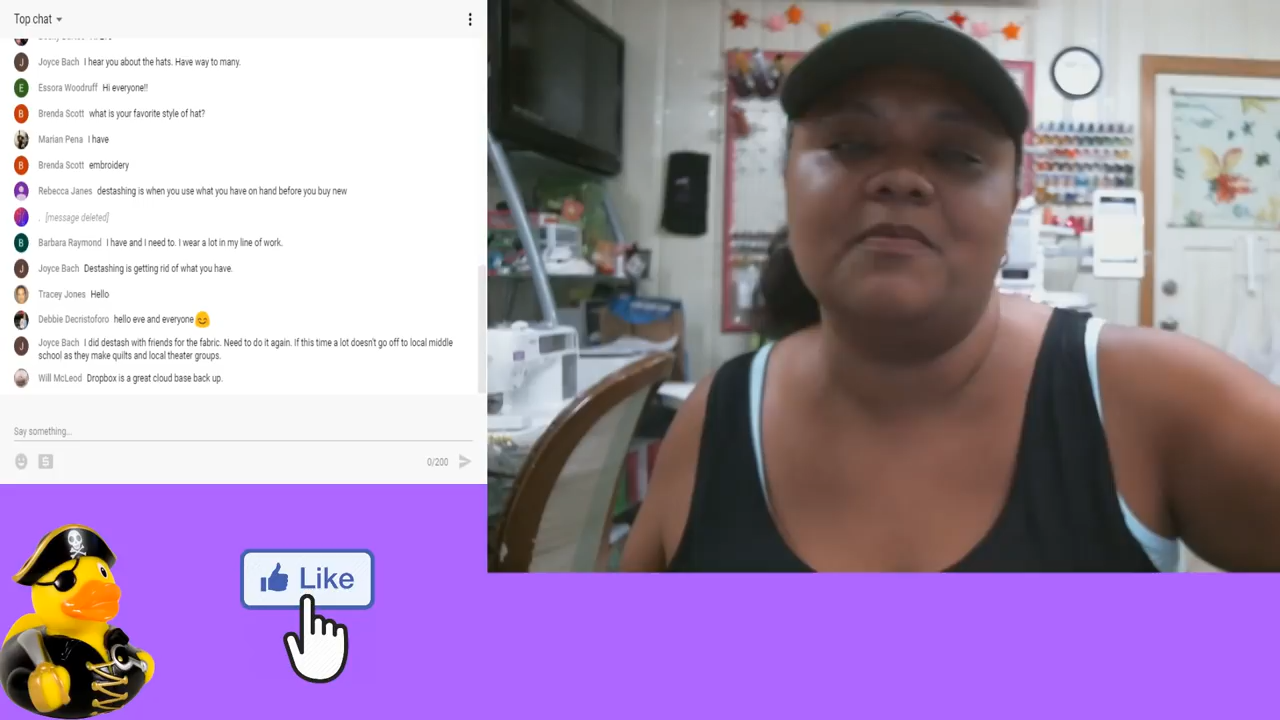 Top chat
Joyce Bach I hear you about the hats. Have way to many.
Essora Woodruff Hi everyone!!
Brenda Scott what is your favorite style of hat?
Marian Pena I have
Brenda Scott embroidery
Rebecca Janes destashing is when you use what you have on hand before you buy new
. [message deleted]
Barbara Raymond I have and I need to. I wear a lot in my line of work.
Joyce Bach Destashing is getting rid of what you have.
Tracey Jones Hello
Debbie Decristoforo hello eve and everyone
Joyce Bach I did destash with friends for the fabric. Need to do it again. If this time a lot doesn't go off to local middle
school as they make quilts and local theater groups.
Will McLeod Dropbox is a great cloud base back up.
Say something...
0/200
Like